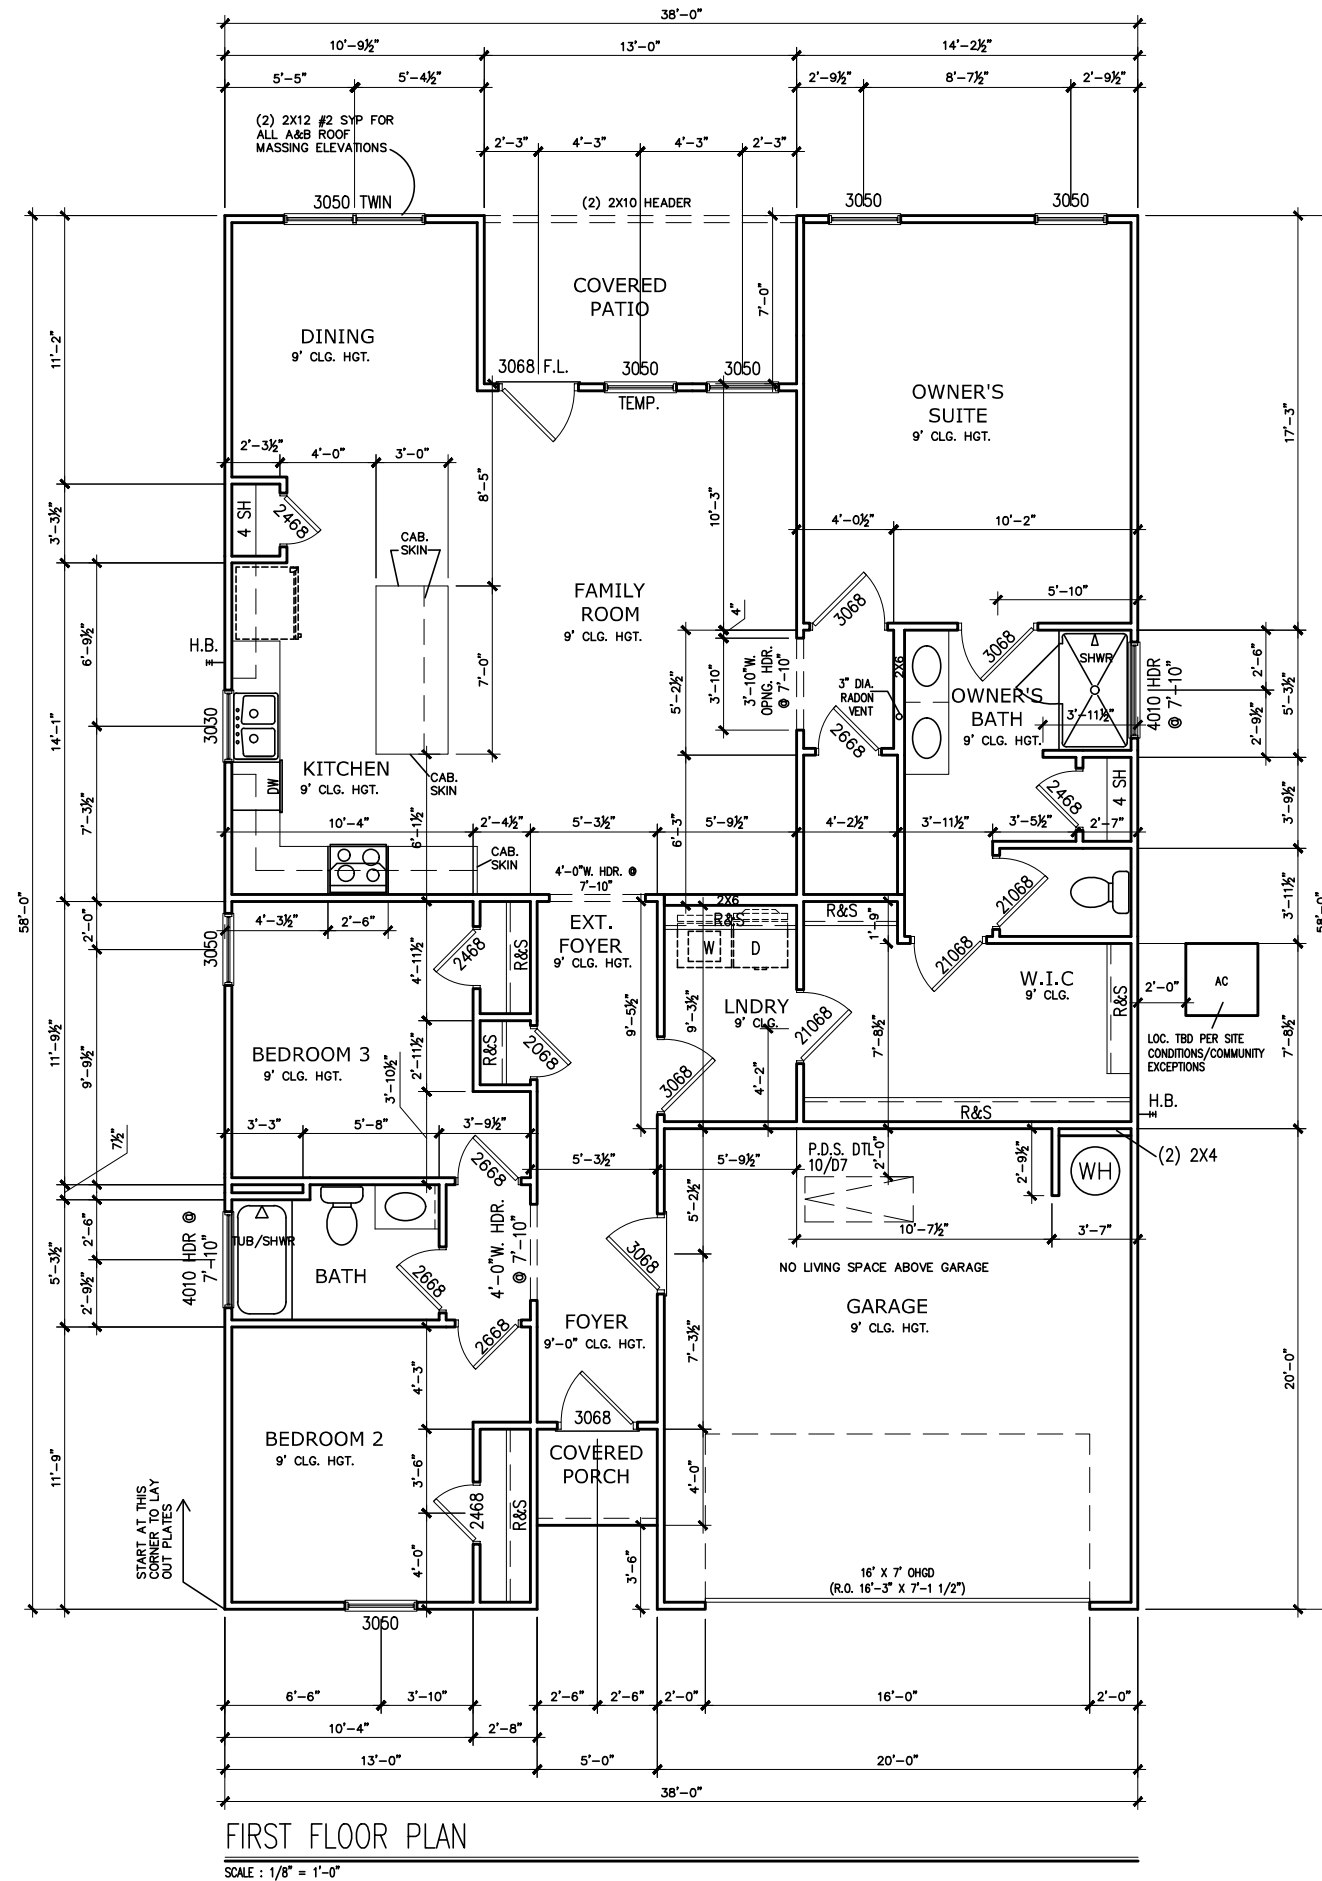 38'-0"
10'-9½"
13'-0"
14'-2½"
5'-5"
5'-4½"
2'-9½"
8'-7½"
2'-9½"
(2) 2X12 #2 SYP FOR
ALL A&B ROOF
MASSING ELEVATIONS
2'-3"
4'-3"
4'-3"
2'-3"
3050 TWIN
(2) 2X10 HEADER
3050
3050
COVERED
PATIO
7'-0"
11'-2"
DINING
9' CLG. HGT.
3068 F.L.
3050
3050
TEMP.
OWNER'S
SUITE
9' CLG. HGT.
17'-3"
2'-3½"
4'-0"
3'-0"
8'-5"
10'-3"
4 SH
2468
3'-3½"
4'-0½"
10'-2"
CAB.
SKIN
FAMILY
ROOM
9' CLG. HGT.
5'-10"
3068
4"
6'-9½"
H.B.
7'-0"
5'-2½"
3'-10"
3'-10"W.
OPNG. HDR.
@ 7'-10"
2X6
3" DIA.
RADON
VENT
3068
SHWR
OWNER'S
BATH
9' CLG. HGT.
3'-11½"
4010 HDR
@ 7'-10"
2'-6"
2'-9½"
5'-3½"
3030
14'-1"
2668
KITCHEN
9' CLG. HGT.
DW
CAB.
SKIN
7'-3½"
2468
4 SH
3'-9½"
10'-4"
6'-1½"
2'-4½"
5'-3½"
6'-3"
5'-9½"
4'-2½"
3'-11½"
3'-5½"
2'-7"
CAB.
SKIN
4'-0"W. HDR. @
7'-10"
58'-0"
58'-0"
2'-0"
3050
4'-3½"
2'-6"
2468
4'-11½"
R&S
EXT.
FOYER
9' CLG. HGT.
2X6
R&S
W
D
R&S
1'-9"
21068
3'-11½"
21068
W.I.C
9' CLG.
R&S
2'-0"
AC
LOC. TBD PER SITE
CONDITIONS/COMMUNITY
EXCEPTIONS
LNDRY
9' CLG.
9'-5½"
9'-3½"
4'-2"
21068
7'-8½"
7'-8½"
11'-9½"
9'-9½"
BEDROOM 3
9' CLG. HGT.
3'-10½"
2'-11½"
R&S
2068
3068
R&S
H.B.
7½"
3'-3"
5'-8"
3'-9½"
2668
5'-3½"
5'-9½"
P.D.S. DTL
10/D7
2'-0"
2'-9½"
WH
(2) 2X4
5'-2½"
10'-7½"
3'-7"
2'-6"
5'-3½"
2'-9½"
4010 HDR @
7'-10"
TUB/SHWR
BATH
2668
4'-0"W. HDR.
@ 7'-10"
3068
NO LIVING SPACE ABOVE GARAGE
GARAGE
9' CLG. HGT.
FOYER
9'-0" CLG. HGT.
2668
7'-3½"
20'-0"
4'-3"
3068
BEDROOM 2
9' CLG. HGT.
COVERED
PORCH
11'-9"
3'-6"
2468
R&S
4'-0"
START AT THIS
CORNER TO LAY
OUT PLATES
4'-0"
3'-6"
16' X 7' OHGD
(R.O. 16'-3" X 7'-1 1/2")
3050
6'-6"
3'-10"
2'-6"
2'-6"
2'-0"
16'-0"
2'-0"
10'-4"
2'-8"
13'-0"
5'-0"
20'-0"
38'-0"
FIRST FLOOR PLAN
SCALE : 1/8" = 1'-0"